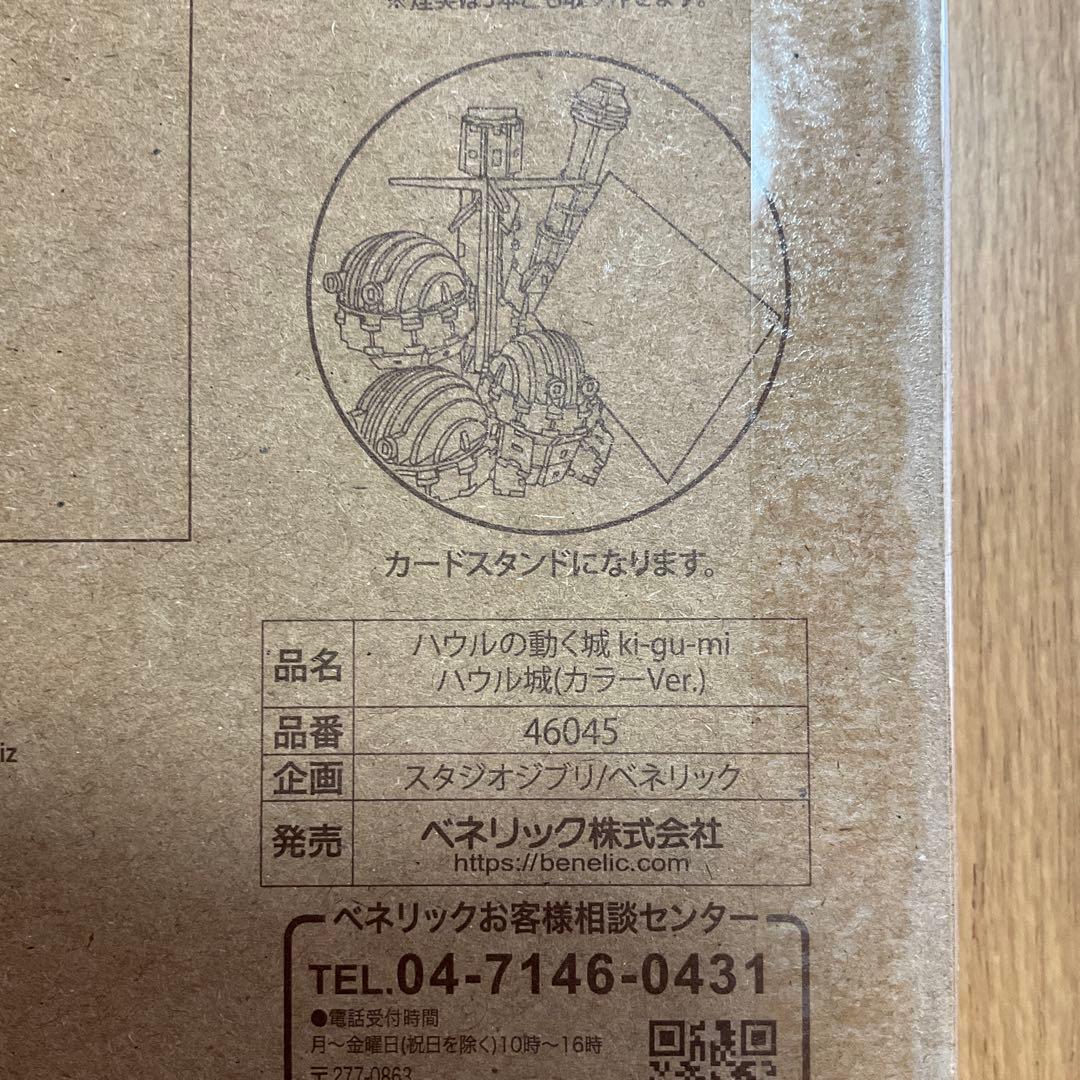 カードスタンドになります。
品名 ハウルの動く城 ki-gu-mi
ハウル城(カラーVer.)
品番 46045
企画 スタジオジブリ/ベネリック
発売 ベネリック株式会社
https://benelic.com
iz
ベネリックお客様相談センター
TEL.04-7146-0431
●電話受付時間
月〜金曜日(祝日を除く)10時〜16時
〒277-0863